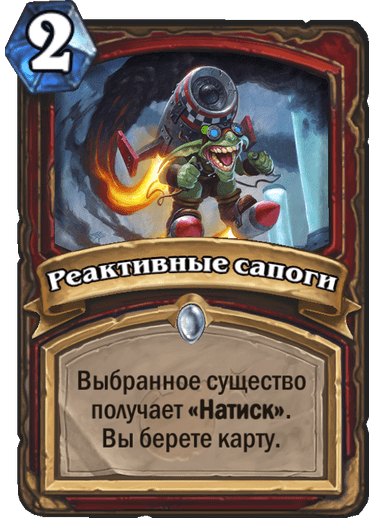 2
Реактивные сапоги
Выбранное существо
получает «Натиск».
Вы берете карту.